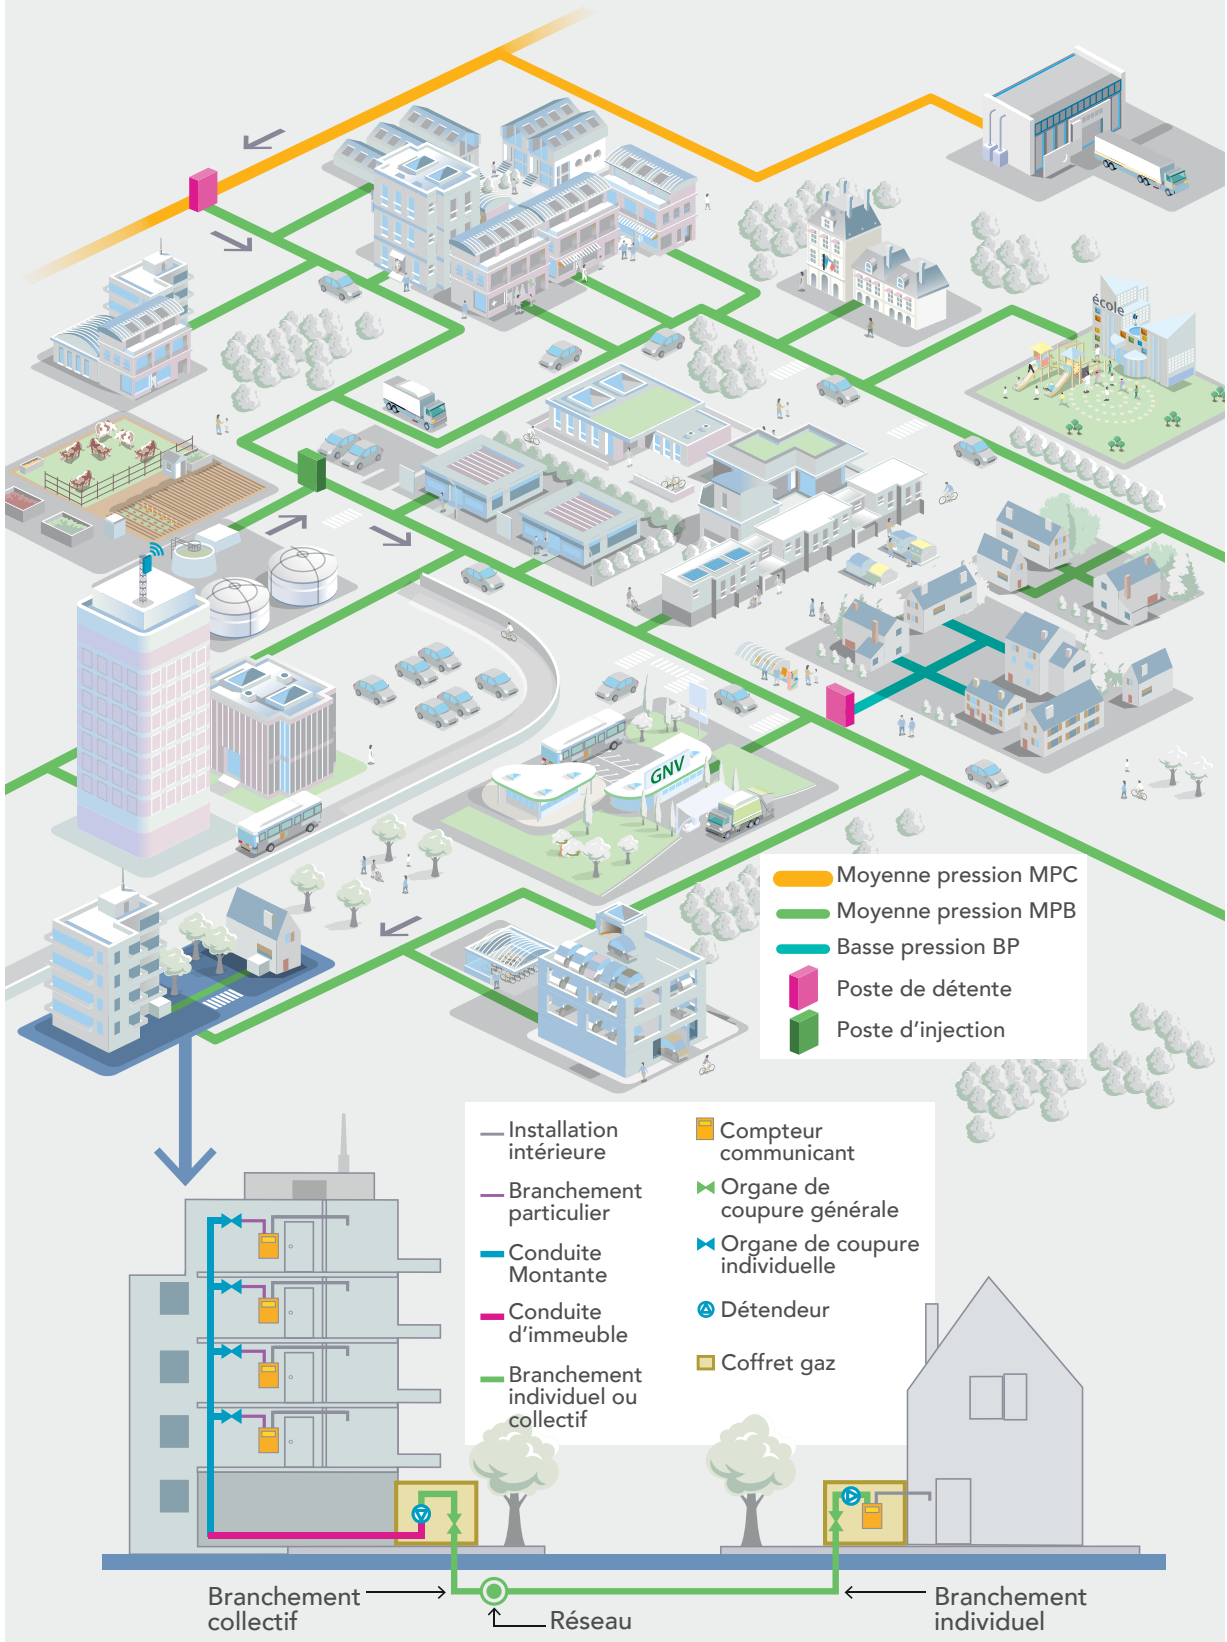 école
GNV
Moyenne pression MPC
Moyenne pression MPB
Basse pression BP
Poste de détente
Poste d'injection
Installation
intérieure
Branchement
particulier
Conduite
Montante
Conduite
d'immeuble
Branchement
individuel ou
collectif
Compteur
communicant
Organe de
coupure générale
Organe de coupure
individuelle
Détendeur
Coffret gaz
Branchement
collectif
Réseau
Branchement
individuel